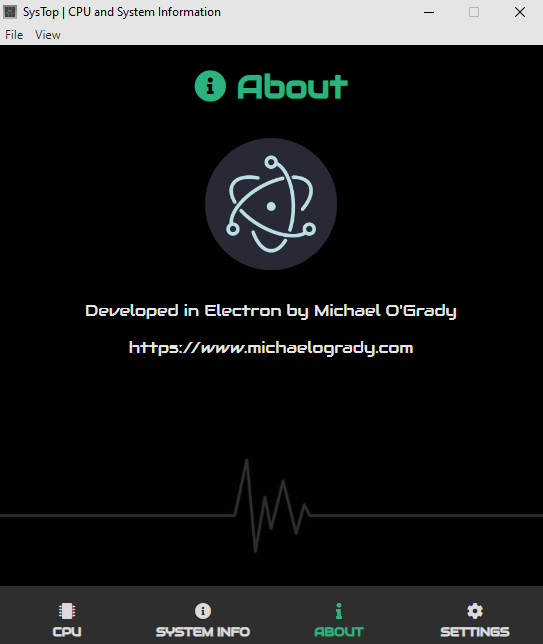 SysTop | CPU and System Information
File View
About
Developed in Electron by Michael O'Grady
https://www.michaelogrady.com
CPU SYSTEM INFO ABOUT SETTINGS